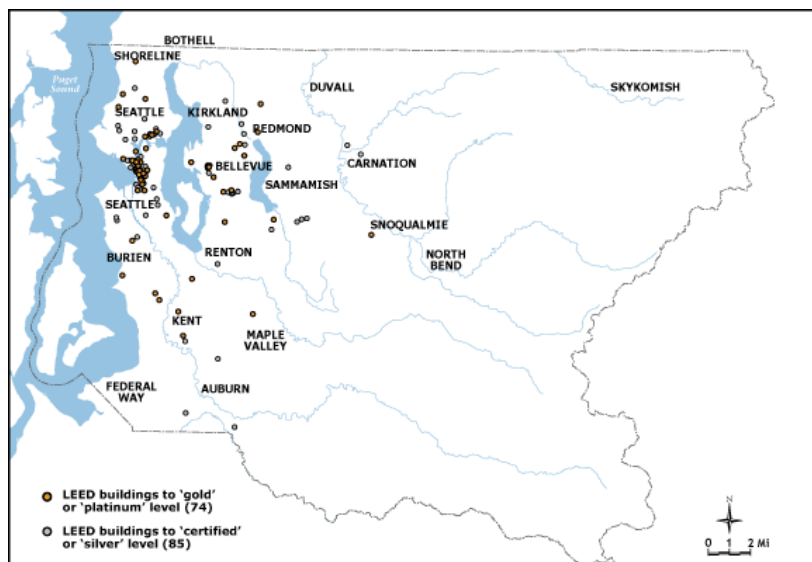 BOTHELL
SHORELINE
Puget
Sound
DUVALL
SKYKOMISH
SEATTLE
KIRKLAND
REDMOND
CARNATION
BELLEVUE
SAMMAMISH
SEATTLE
SNOQUALMIE
BURIEN
RENTON
NORTH
BEND
KENT
MAPLE
VALLEY
FEDERAL
WAY
AUBURN
LEED buildings to 'gold'
or 'platinum' level (74)
LEED buildings to 'certified'
or 'silver' level (85)
N
0 1 2 Mi